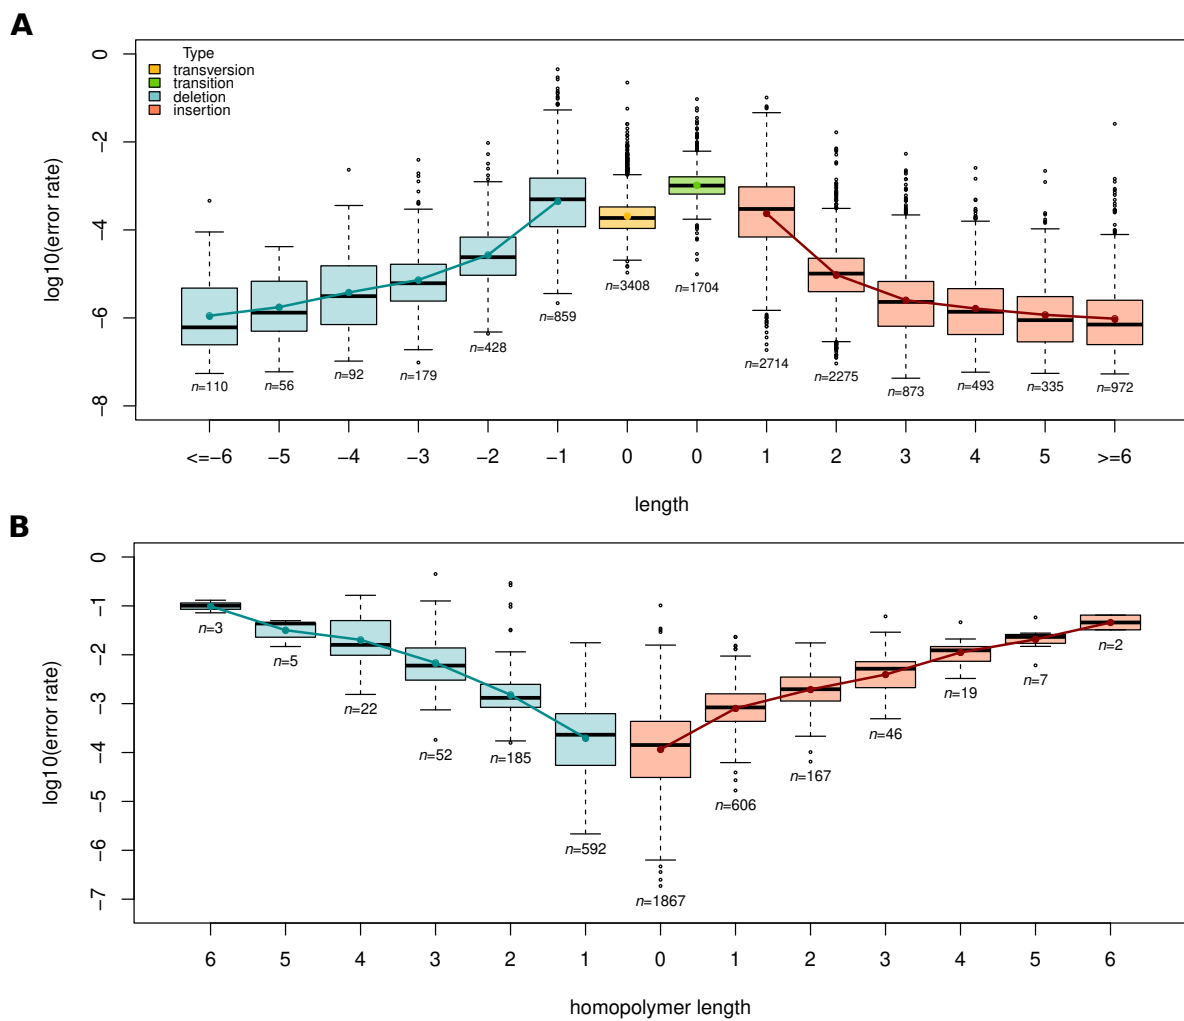 A
0
−2
−4
−6
−8
log10(error rate)
Type
transversion
transition
deletion
insertion
n=110
n=56
n=92
n=179
n=428
n=859
n=3408
n=1704
n=2714
n=2275
n=873
n=493
n=335
n=972
<=−6 −5 −4 −3 −2 −1 0 0 1 2 3 4 5 >=6
length
B
0
−1
−2
−3
−4
−5
−6
−7
log10(error rate)
n=3
n=5
n=22
n=52
n=185
n=592
n=1867
n=606
n=167
n=46
n=19
n=7
n=2
6 5 4 3 2 1 0 1 2 3 4 5 6
homopolymer length